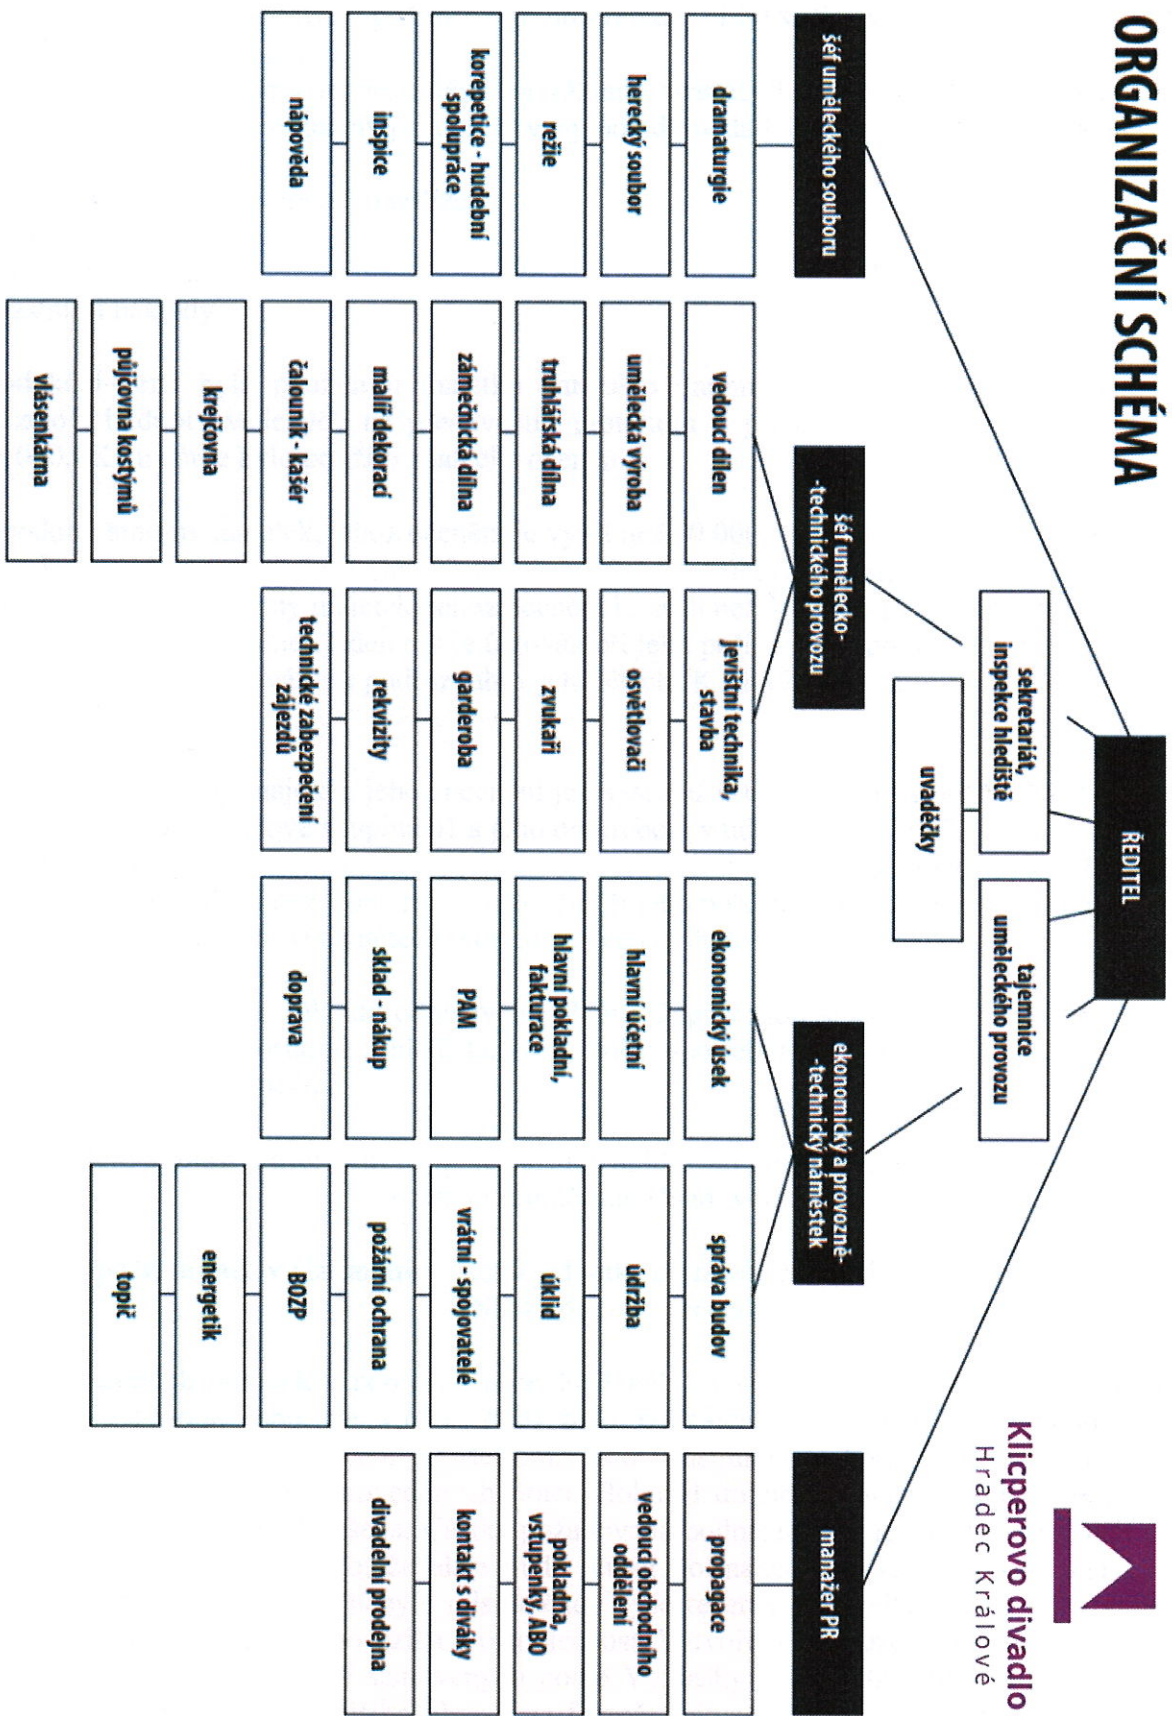 ORGANIZAČNÍ SCHÉMA
Klicperovo divadlo
Hradec Králové
ŘEDITEL
sekretariát,
inspekce hlediště
tajemnice
uměleckého provozu
uvaděčky
šéf uměleckého souboru
šéf umělecko-
-technického provozu
ekonomický a provozně-
-technický náměstek
manažer PR
dramaturgie
herecký soubor
režie
korepetice - hudební
spolupráce
inspice
nápověda
vedoucí dílen
umělecká výroba
truhlářská dílna
zámečnická dílna
malíř dekorací
čalouník - kašér
krejčovna
půjčovna kostýmů
vlásenkárna
jevištní technika,
stavba
osvětlovači
zvukaři
garderoba
rekvizity
technické zabezpečení
zájezdů
ekonomický úsek
hlavní účetní
hlavní pokladní,
fakturace
PAM
sklad - nákup
doprava
správa budov
údržba
úklid
vrátní - spojovatelé
požární ochrana
BOZP
energetik
topič
propagace
vedoucí obchodního
oddělení
pokladna,
vstupenky, ABO
kontakt s diváky
divadelní prodejna